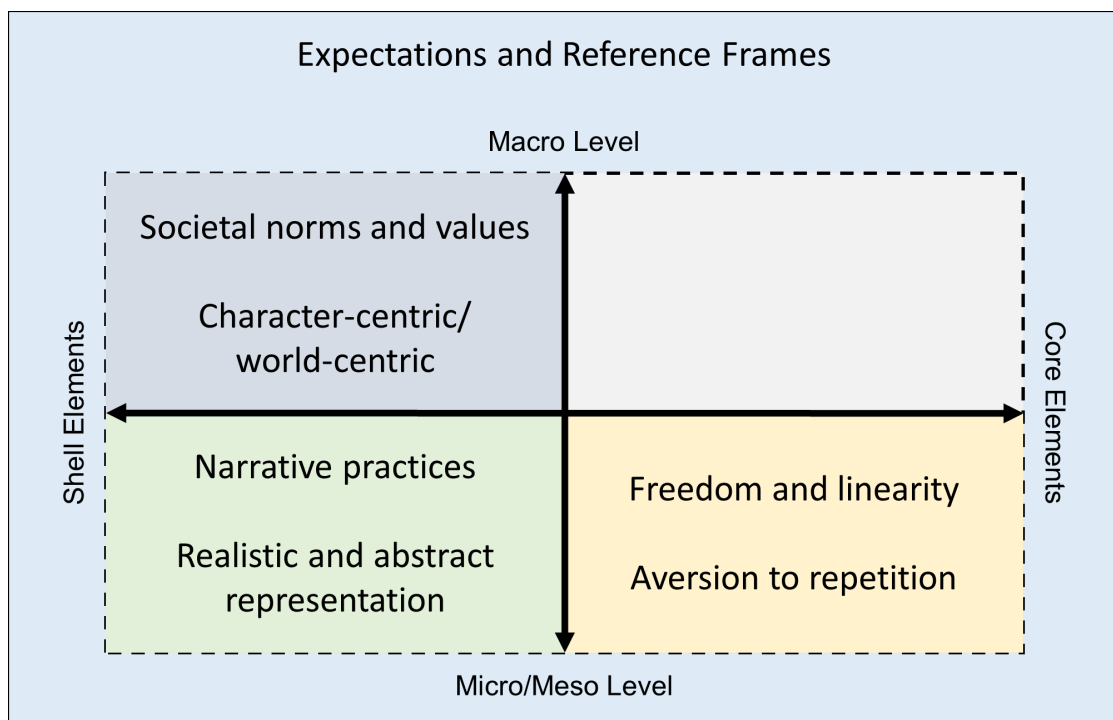 Expectations and Reference Frames
Macro Level
Societal norms and values
Character-centric/
world-centric
Shell Elements
Core Elements
Narrative practices
Realistic and abstract
representation
Freedom and linearity
Aversion to repetition
Micro/Meso Level